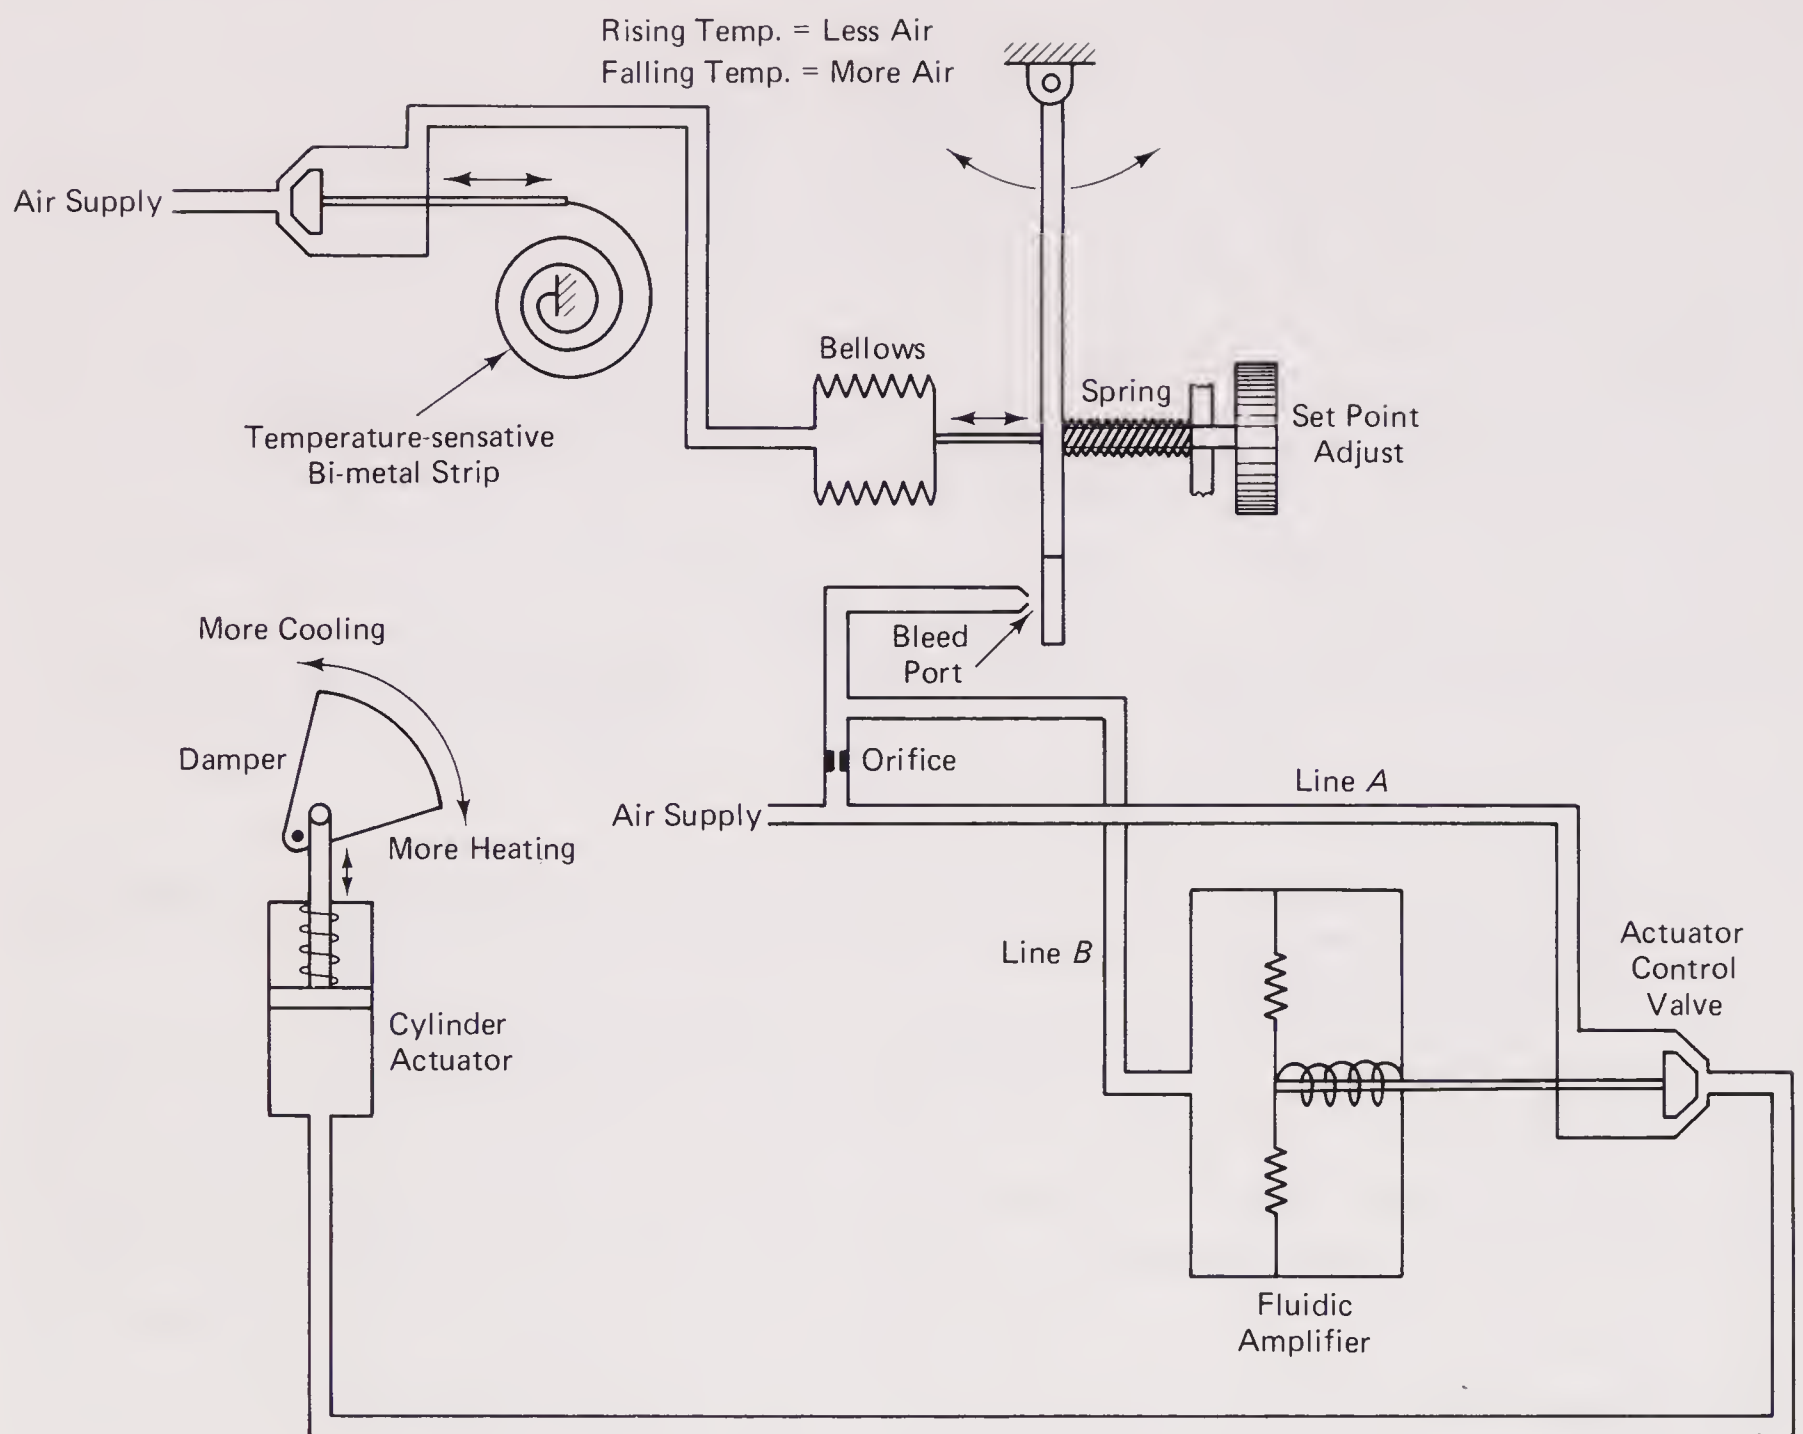 Rising Temp. = Less Air
Falling Temp. = More Air
Air Supply
Bellows
Spring
Set Point
Adjust
Temperature-sensative
Bi-metal Strip
More Cooling
Bleed
Port
Damper
Orifice
Line A
Air Supply
More Heating
Line B
Actuator
Control
Valve
Cylinder
Actuator
Fluidic
Amplifier